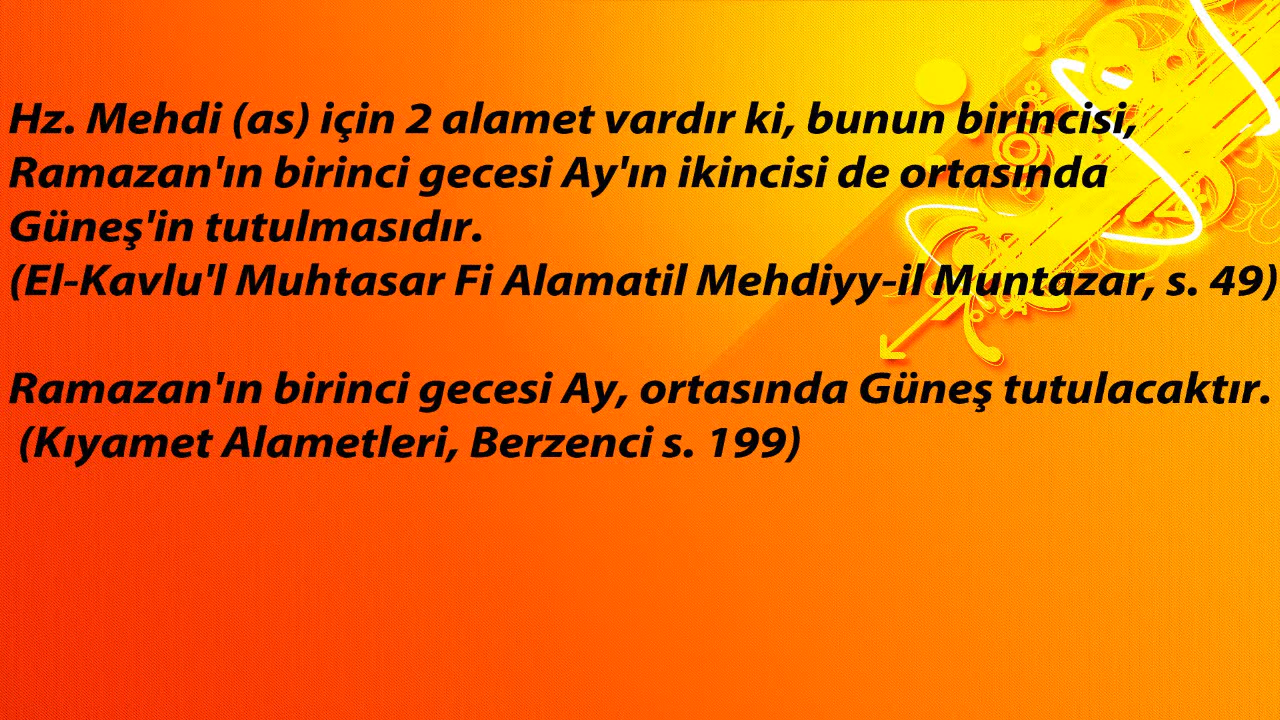 Hz. Mehdi (as) için 2 alamet vardır ki, bunun birincisi,
Ramazan'ın birinci gecesi Ay'ın ikincisi de ortasında
Güneş'in tutulmasıdır.
(El-Kavlu'l Muhtasar Fi Alamatil Mehdiyy-il Muntazar, s. 49)
Ramazan'ın birinci gecesi Ay, ortasında Güneş tutulacaktır.
(Kıyamet Alametleri, Berzenci s. 199)